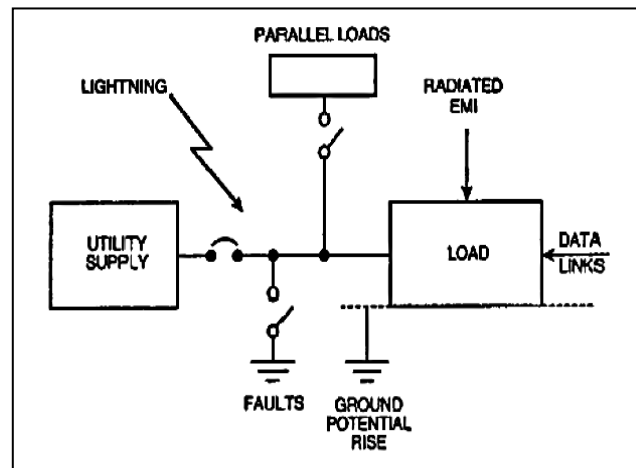 PARALLEL LOADS
LIGHTNING
RADIATED
EMI
UTILITY
SUPPLY
LOAD
DATA
LINKS
FAULTS
GROUND
POTENTIAL
RISE